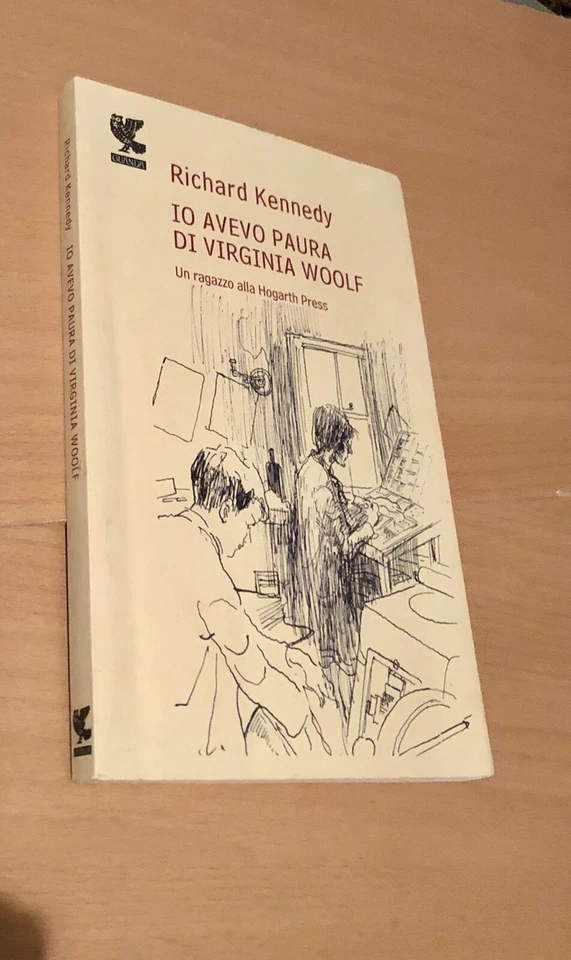 GUANDA
Richard Kennedy
IO AVEVO PAURA
DI VIRGINIA WOOLF
Un ragazzo alla Hogarth Press
Richard Kennedy IO AVEVO PAURA DI VIRGINIA WOOLF